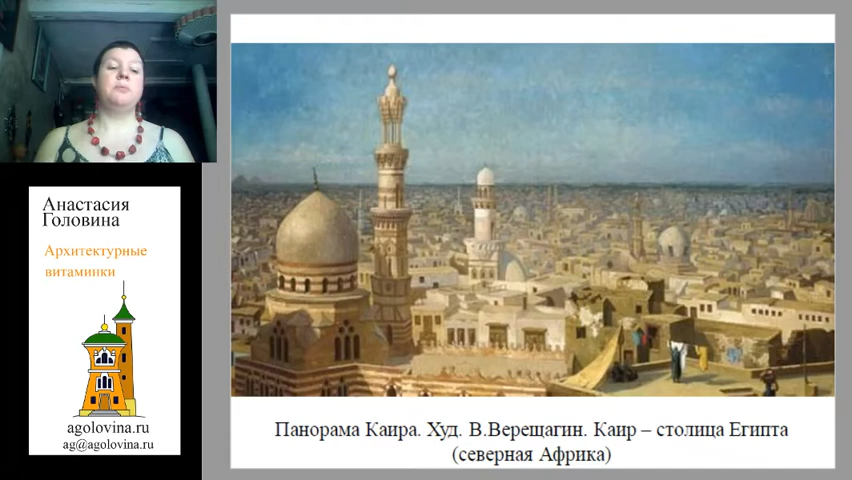 Анастасия
Головина
Архитектурные
витаминки
agolovina.ru
ag@agolovina.ru
Панорама Каира. Худ. В.Верещагин. Каир – столица Египта
(северная Африка)